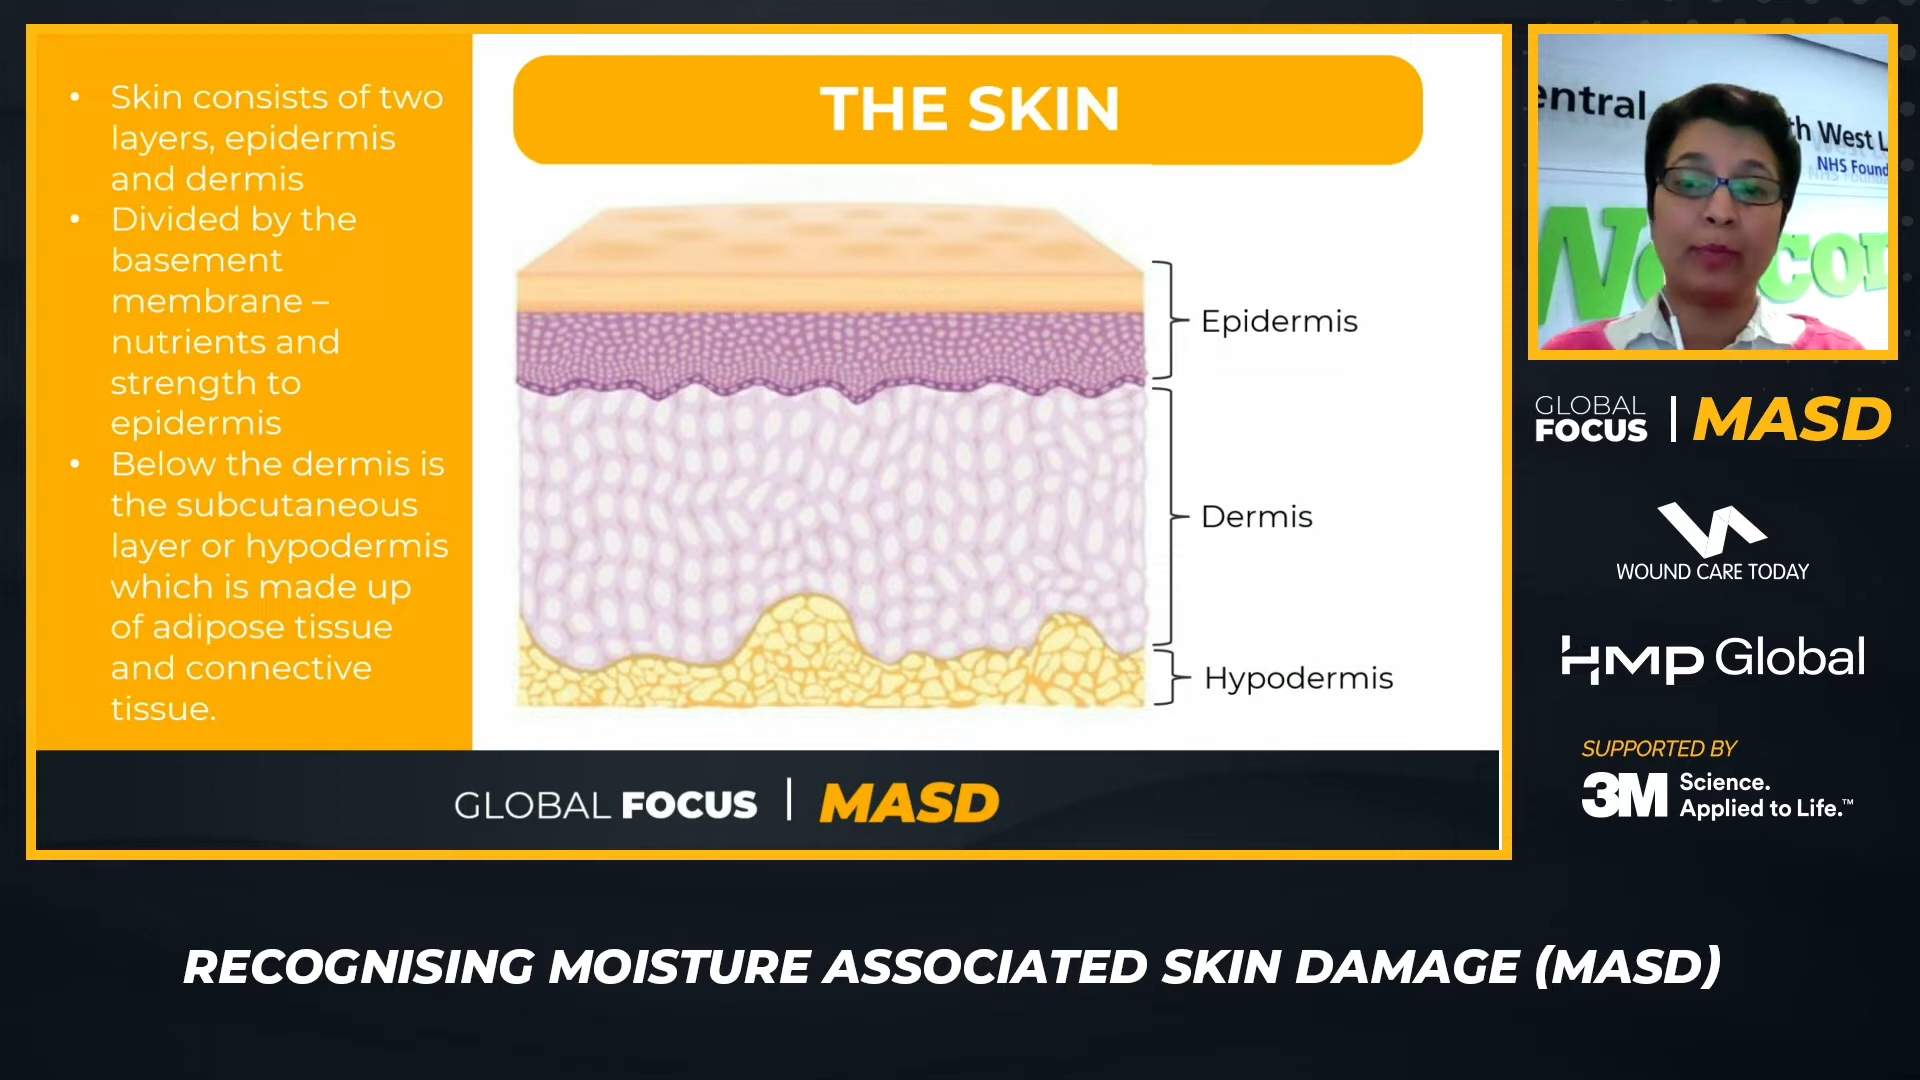 • Skin consists of two
layers, epidermis
and dermis
• Divided by the
basement
membrane –
nutrients and
strength to
epidermis
• Below the dermis is
the subcutaneous
layer or hypodermis
which is made up
of adipose tissue
and connective
tissue.
THE SKIN
Epidermis
Dermis
Hypodermis
GLOBAL FOCUS | MASD
entral
th West L
NHS Found
GLOBAL
FOCUS | MASD
WOUND CARE TODAY
HMP Global
SUPPORTED BY
3M Science.
Applied to Life.™
RECOGNISING MOISTURE ASSOCIATED SKIN DAMAGE (MASD)